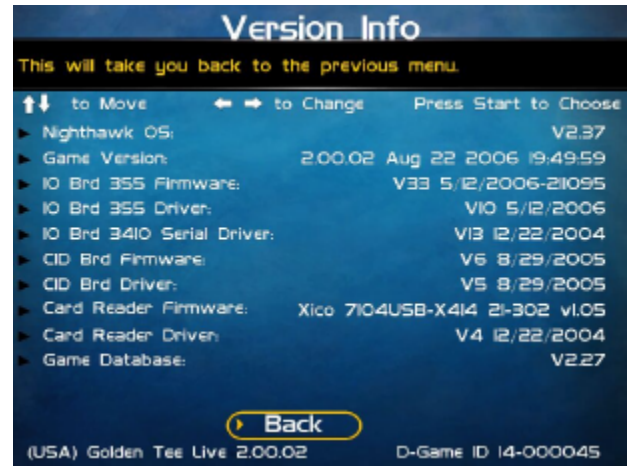 Version Info
This will take you back to the previous menu.
to Move to Change Press Start to Choose
Nighthawk OS: V2.37
Game Version: 2.00.02 Aug 22 2006 19:49:59
IO Brd 355 Firmware: V33 5/12/2006-211095
IO Brd 355 Driver: V10 5/12/2006
IO Brd 3410 Serial Driver: V13 12/22/2004
CID Brd Firmware: V6 8/29/2005
CID Brd Driver: V5 8/29/2005
Card Reader Firmware: Xico 7104USB-X414 21-302 v1.05
Card Reader Driver: V4 12/22/2004
Game Database: V2.27
Back
(USA) Golden Tee Live 2.00.02 D-Game ID 14-000045